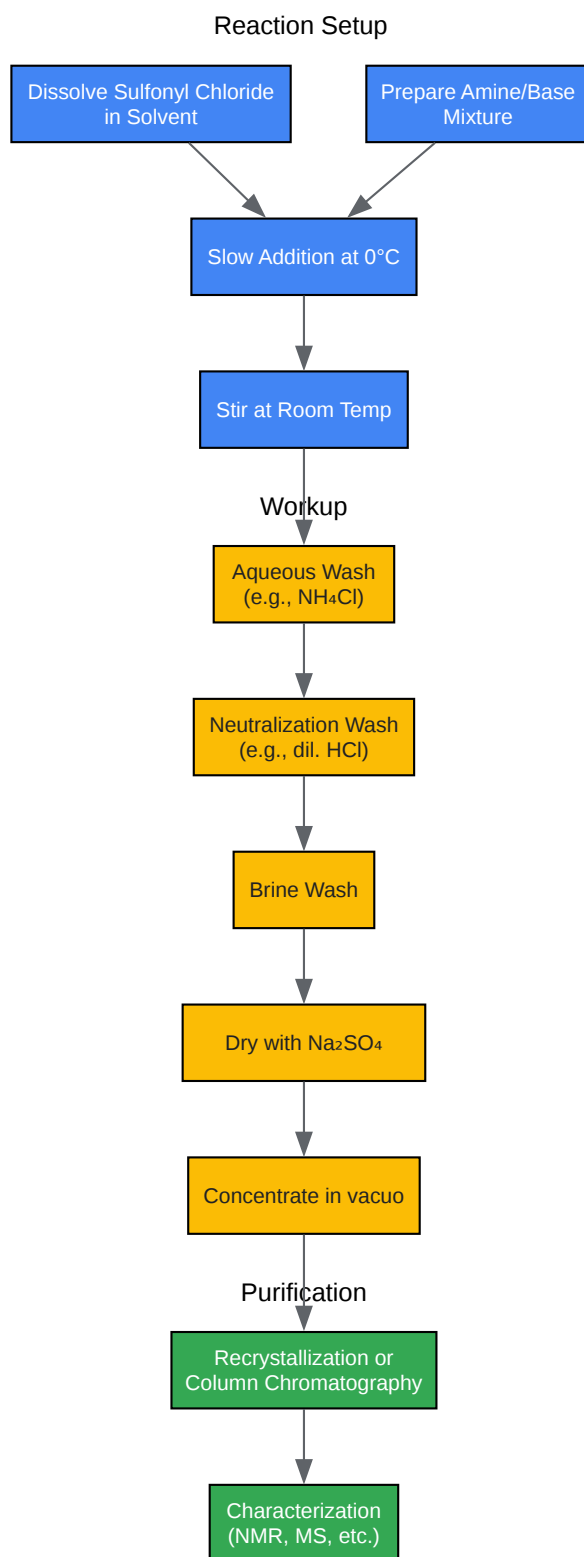 Reaction Setup
Dissolve Sulfonyl Chloride
in Solvent
Prepare Amine/Base
Mixture
Slow Addition at 0°C
Stir at Room Temp
Workup
Aqueous Wash
(e.g., NH₄Cl)
Neutralization Wash
(e.g., dil. HCl)
Brine Wash
Dry with Na₂SO₄
Concentrate in vacuo
Purification
Recrystallization or
Column Chromatography
Characterization
(NMR, MS, etc.)